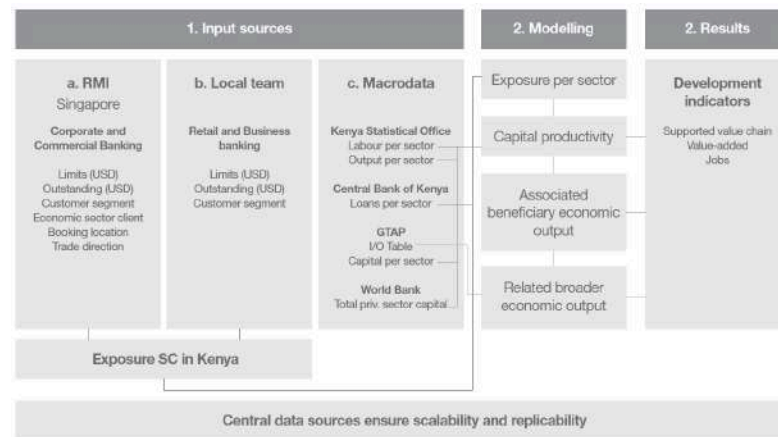 1. Input sources
2. Modelling
2. Results
a. RMI
Singapore
Corporate and
Commercial Banking
Limits (USD)
Outstanding (USD)
Customer segment
Economic sector client
Booking location
Trade direction
b. Local team
Retail and Business
banking
Limits (USD)
Outstanding (USD)
Customer segment
c. Macrodata
Kenya Statistical Office
Labour per sector
Output per sector
Central Bank of Kenya
Loans per sector
GTAP
I/O Table
Capital per sector
World Bank
Total priv. sector capital
Exposure per sector
Capital productivity
Associated
beneficiary economic
output
Related broader
economic output
Development
indicators
Supported value chain
Value-added
Jobs
Exposure SC in Kenya
Central data sources ensure scalability and replicability